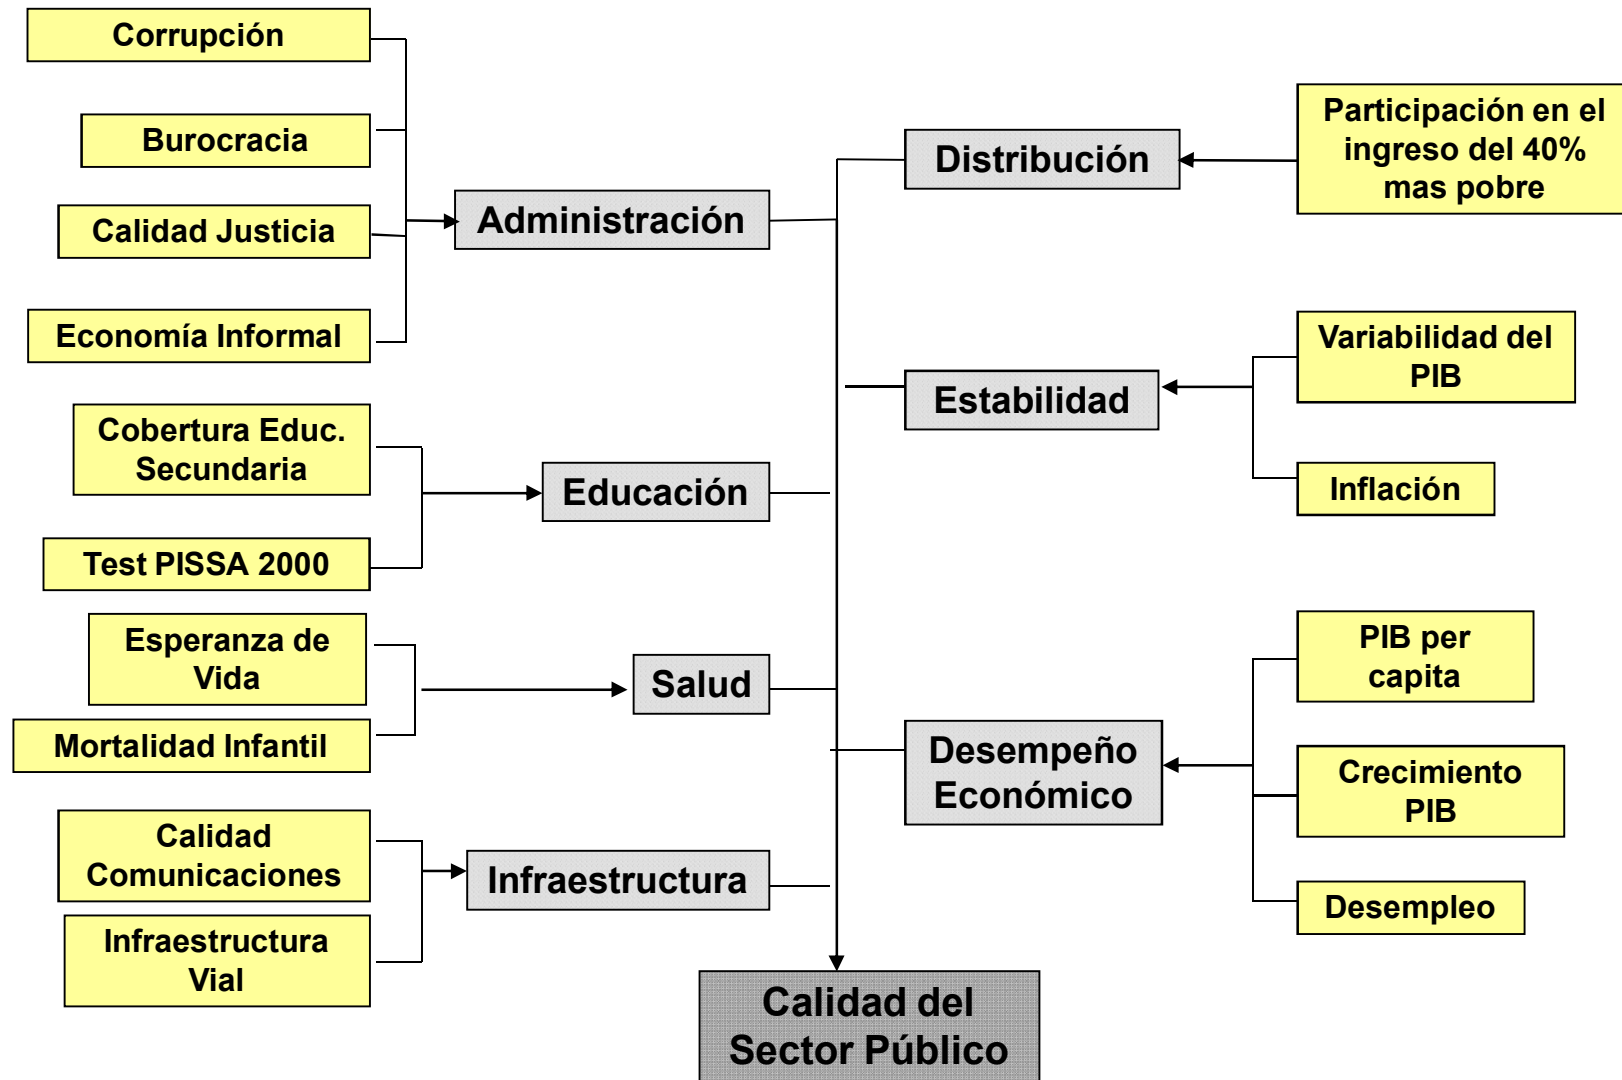 Corrupción
Burocracia
Calidad Justicia
Economía Informal
Cobertura Educ.
Secundaria
Test PISSA 2000
Esperanza de
Vida
Mortalidad Infantil
Calidad
Comunicaciones
Infraestructura
Vial
Administración
Educación
Salud
Infraestructura
Distribución
Estabilidad
Desempeño
Económico
Participación en el
ingreso del 40%
mas pobre
Variabilidad del
PIB
Inflación
PIB per
capita
Crecimiento
PIB
Desempleo
Calidad del
Sector Público